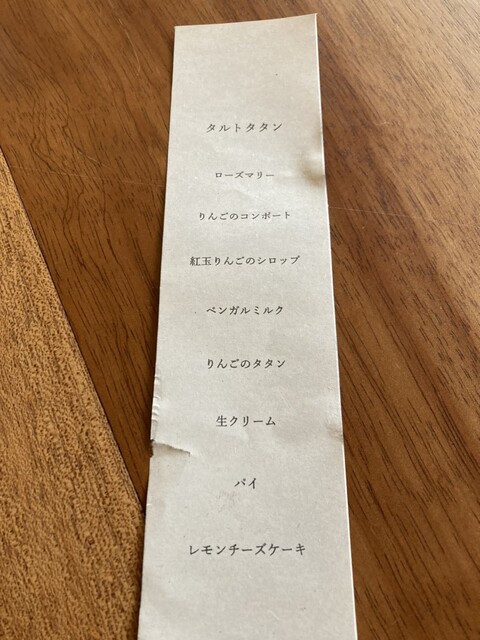 タルトタタン
ローズマリー
りんごのコンポート
紅玉りんごのシロップ
ベンガルミルク
りんごのタタン
生クリーム
パイ
レモンチーズケーキ